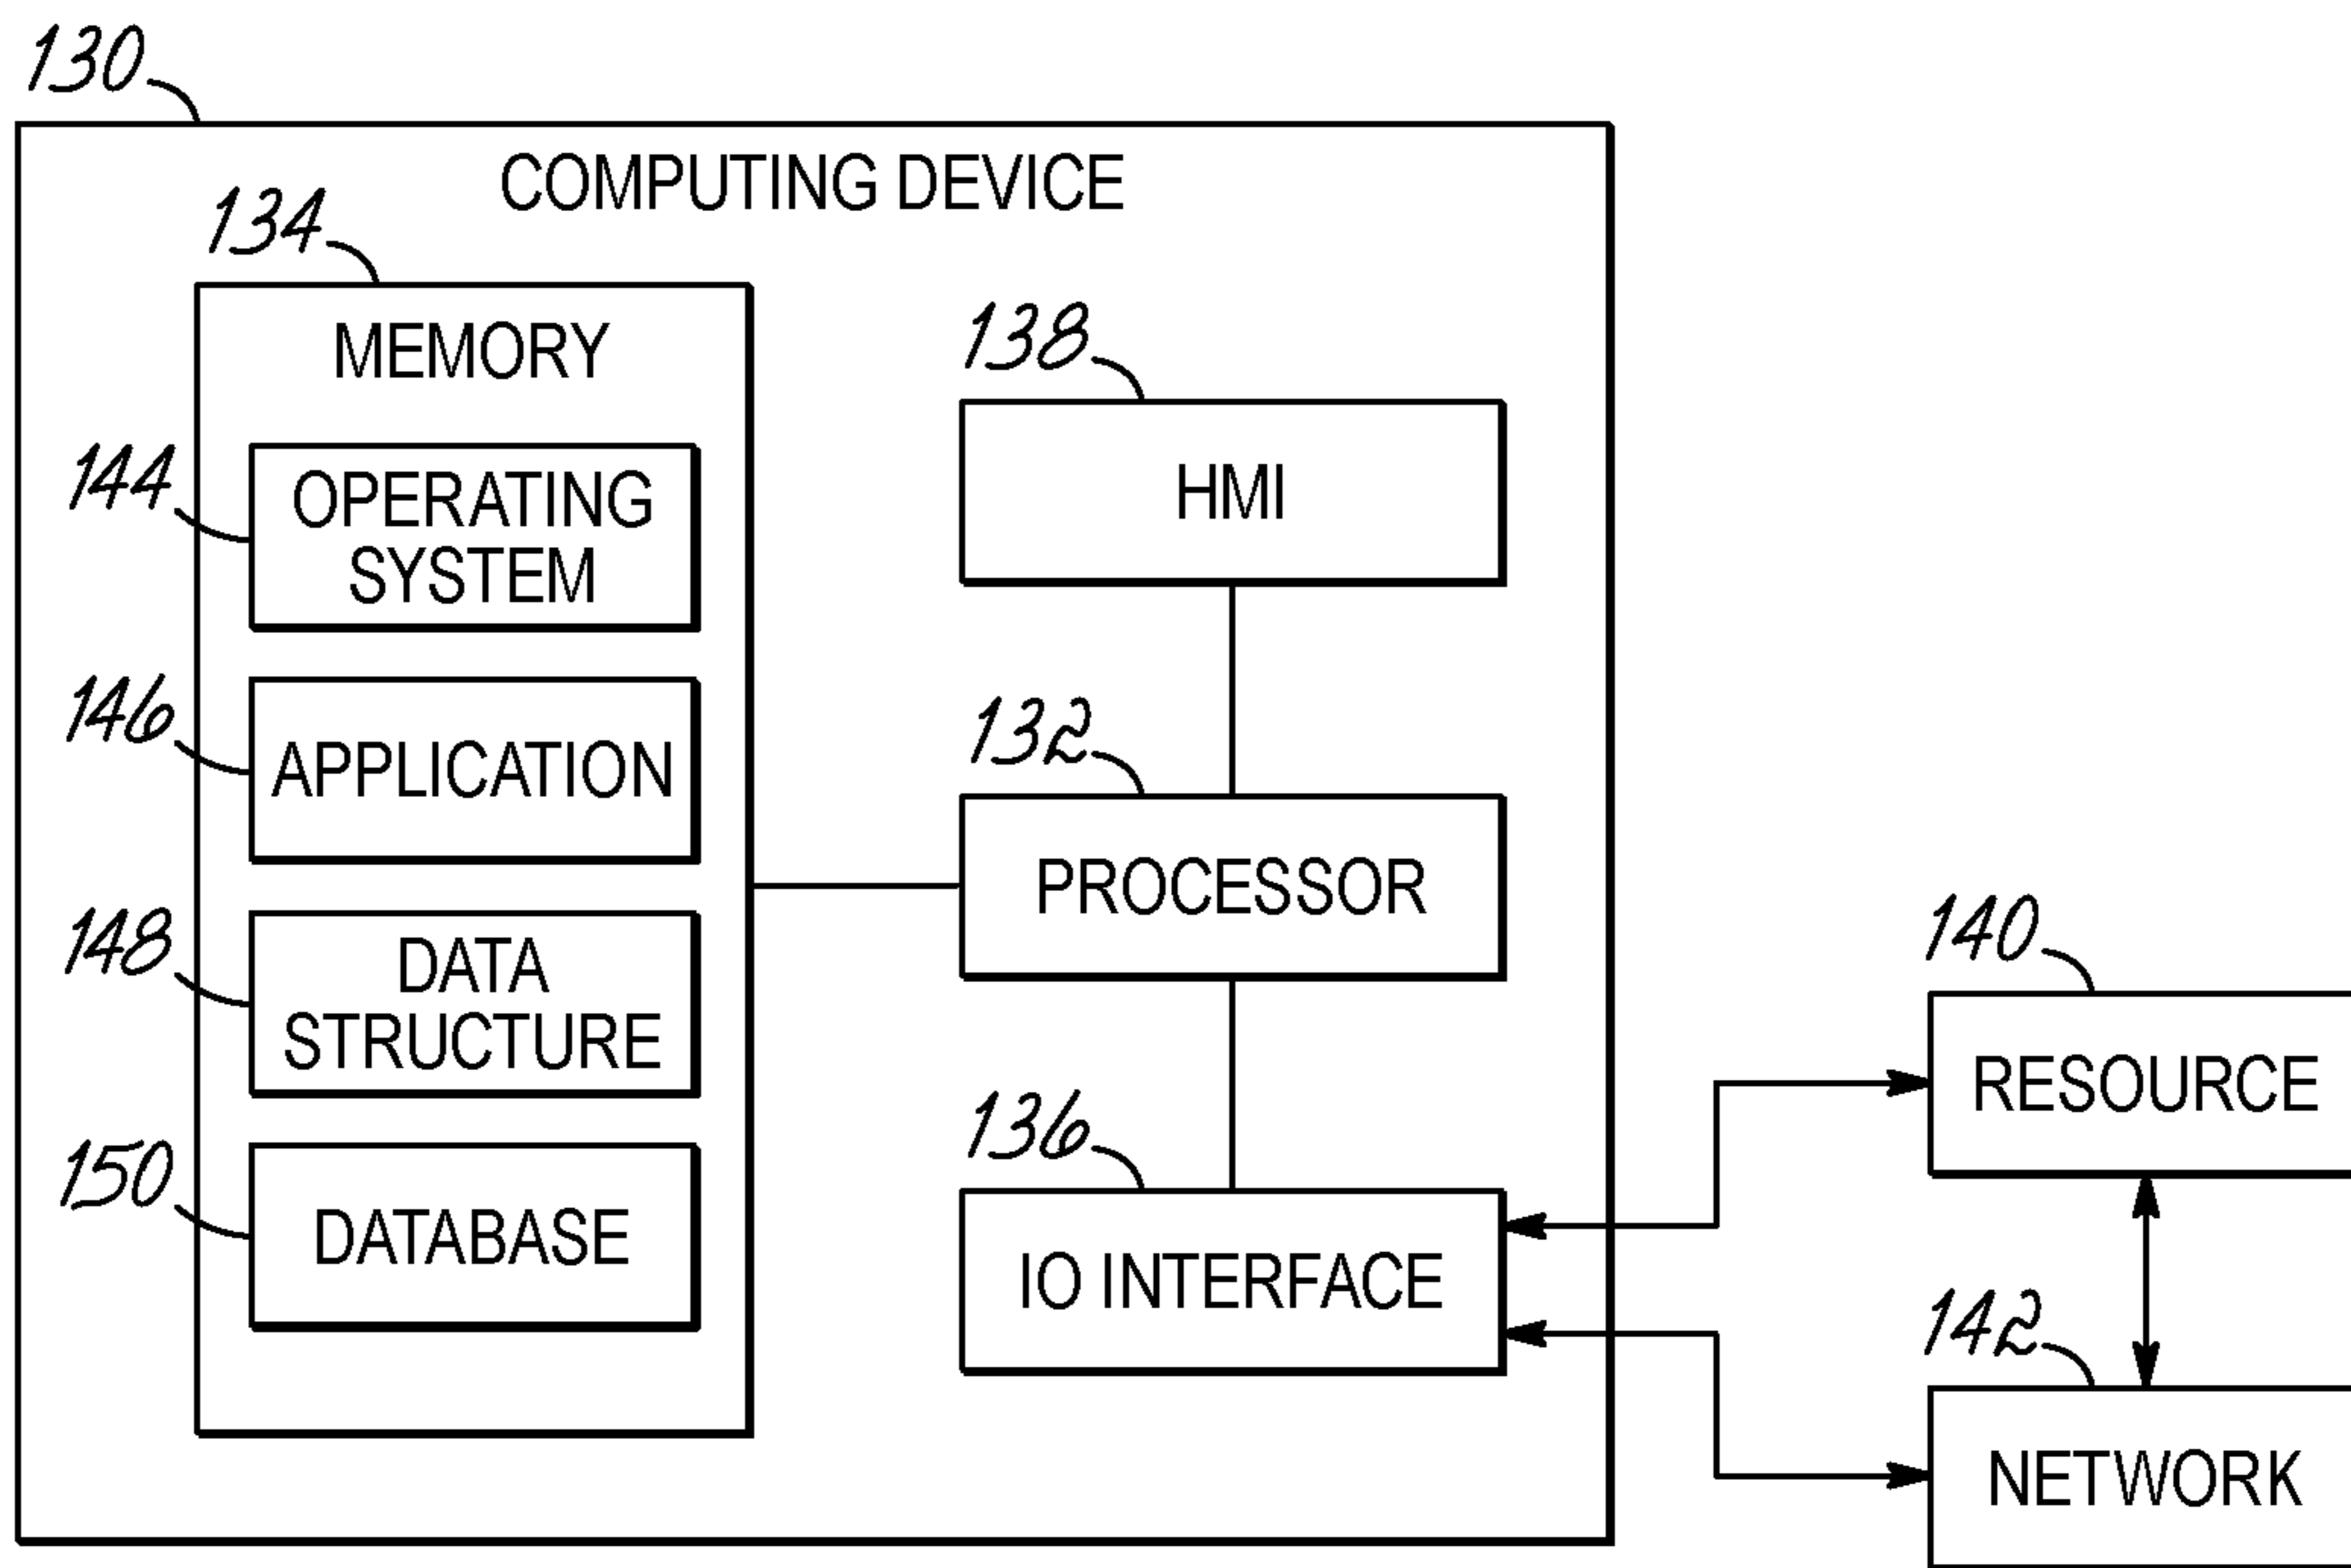 130
COMPUTING DEVICE
134
MEMORY
144
OPERATING
SYSTEM
146
APPLICATION
148
DATA
STRUCTURE
150
DATABASE
138
HMI
132
PROCESSOR
136
IO INTERFACE
140
RESOURCE
142
NETWORK